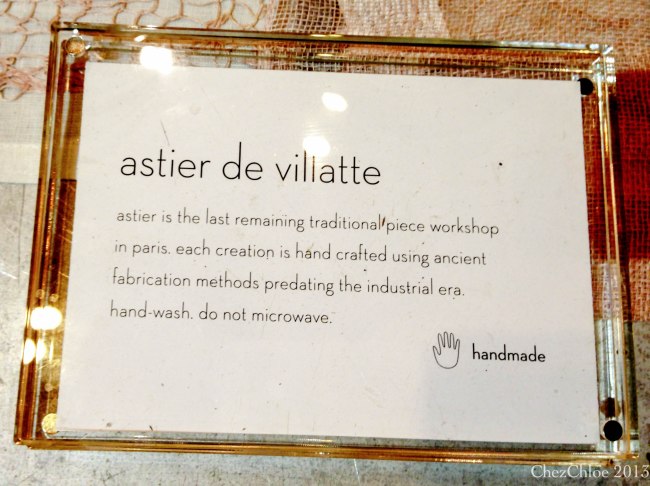 astier de villatte
astier is the last remaining traditional piece workshop
in paris. each creation is hand crafted using ancient
fabrication methods predating the industrial era.
hand-wash. do not microwave.
handmade
ChezChloe 2013